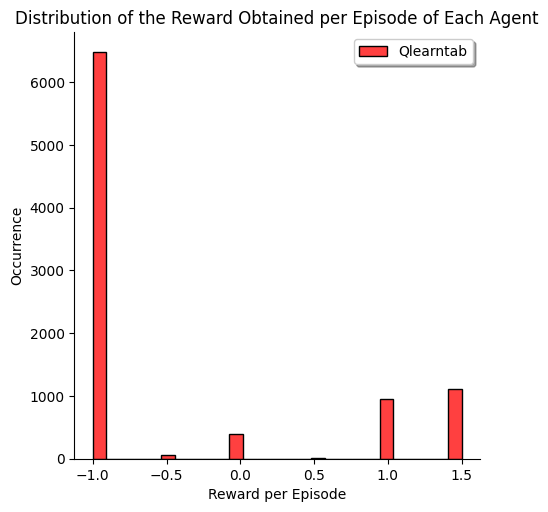 Distribution of the Reward Obtained per Episode of Each Agent
Qlearntab
6000
5000
4000
3000
2000
1000
0
Occurrence
−1.0 −0.5 0.0 0.5 1.0 1.5
Reward per Episode